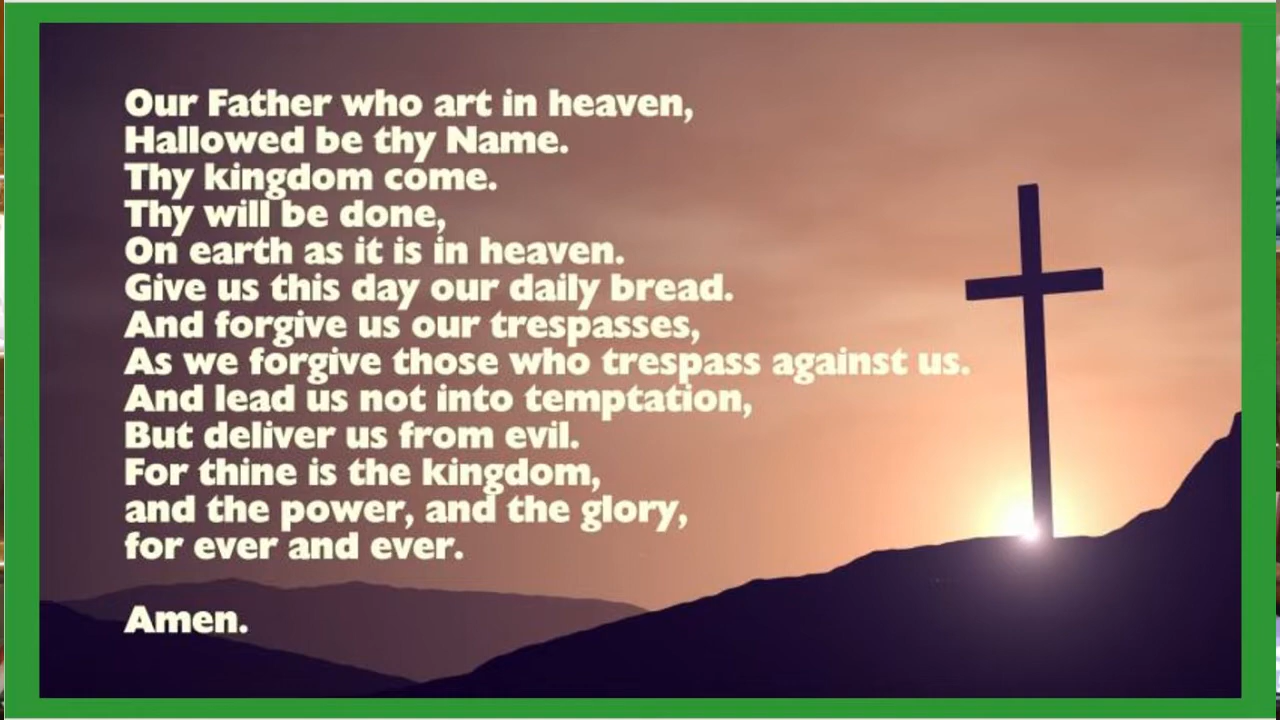 Our Father who art in heaven,
Hallowed be thy Name.
Thy kingdom come.
Thy will be done,
On earth as it is in heaven.
Give us this day our daily bread.
And forgive us our trespasses,
As we forgive those who trespass against us.
And lead us not into temptation,
But deliver us from evil.
For thine is the kingdom,
and the power, and the glory,
for ever and ever.
Amen.